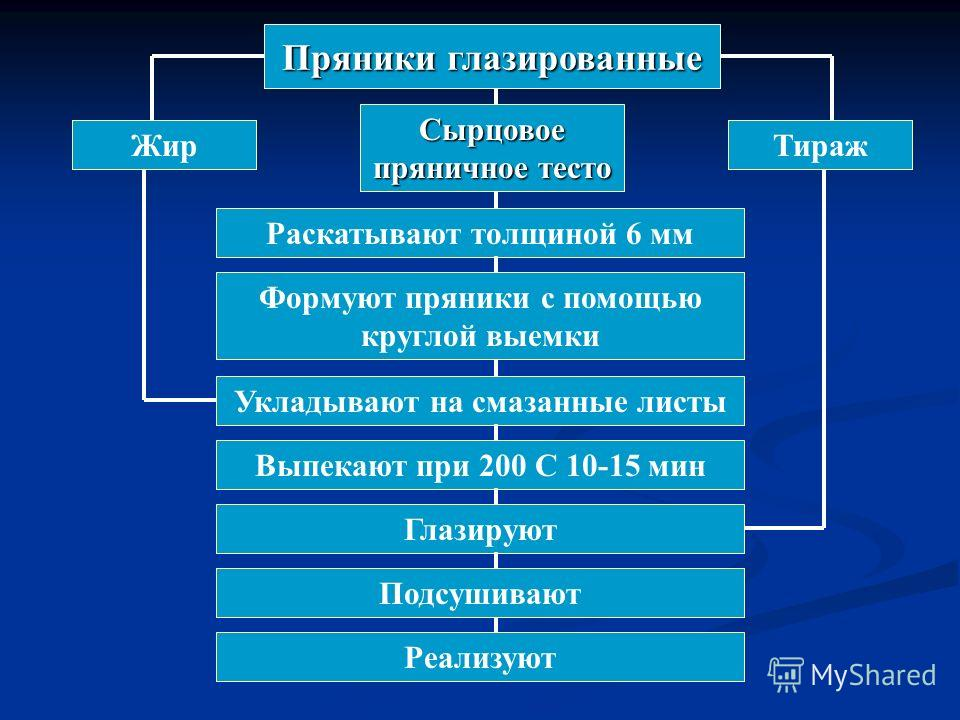 Пряники глазированные
Жир
Сырцовое
пряничное тесто
Тираж
Раскатывают толщиной 6 мм
Формуют пряники с помощью
круглой выемки
Укладывают на смазанные листы
Выпекают при 200 С 10-15 мин
Глазируют
Подсушивают
Реализуют
MyShared